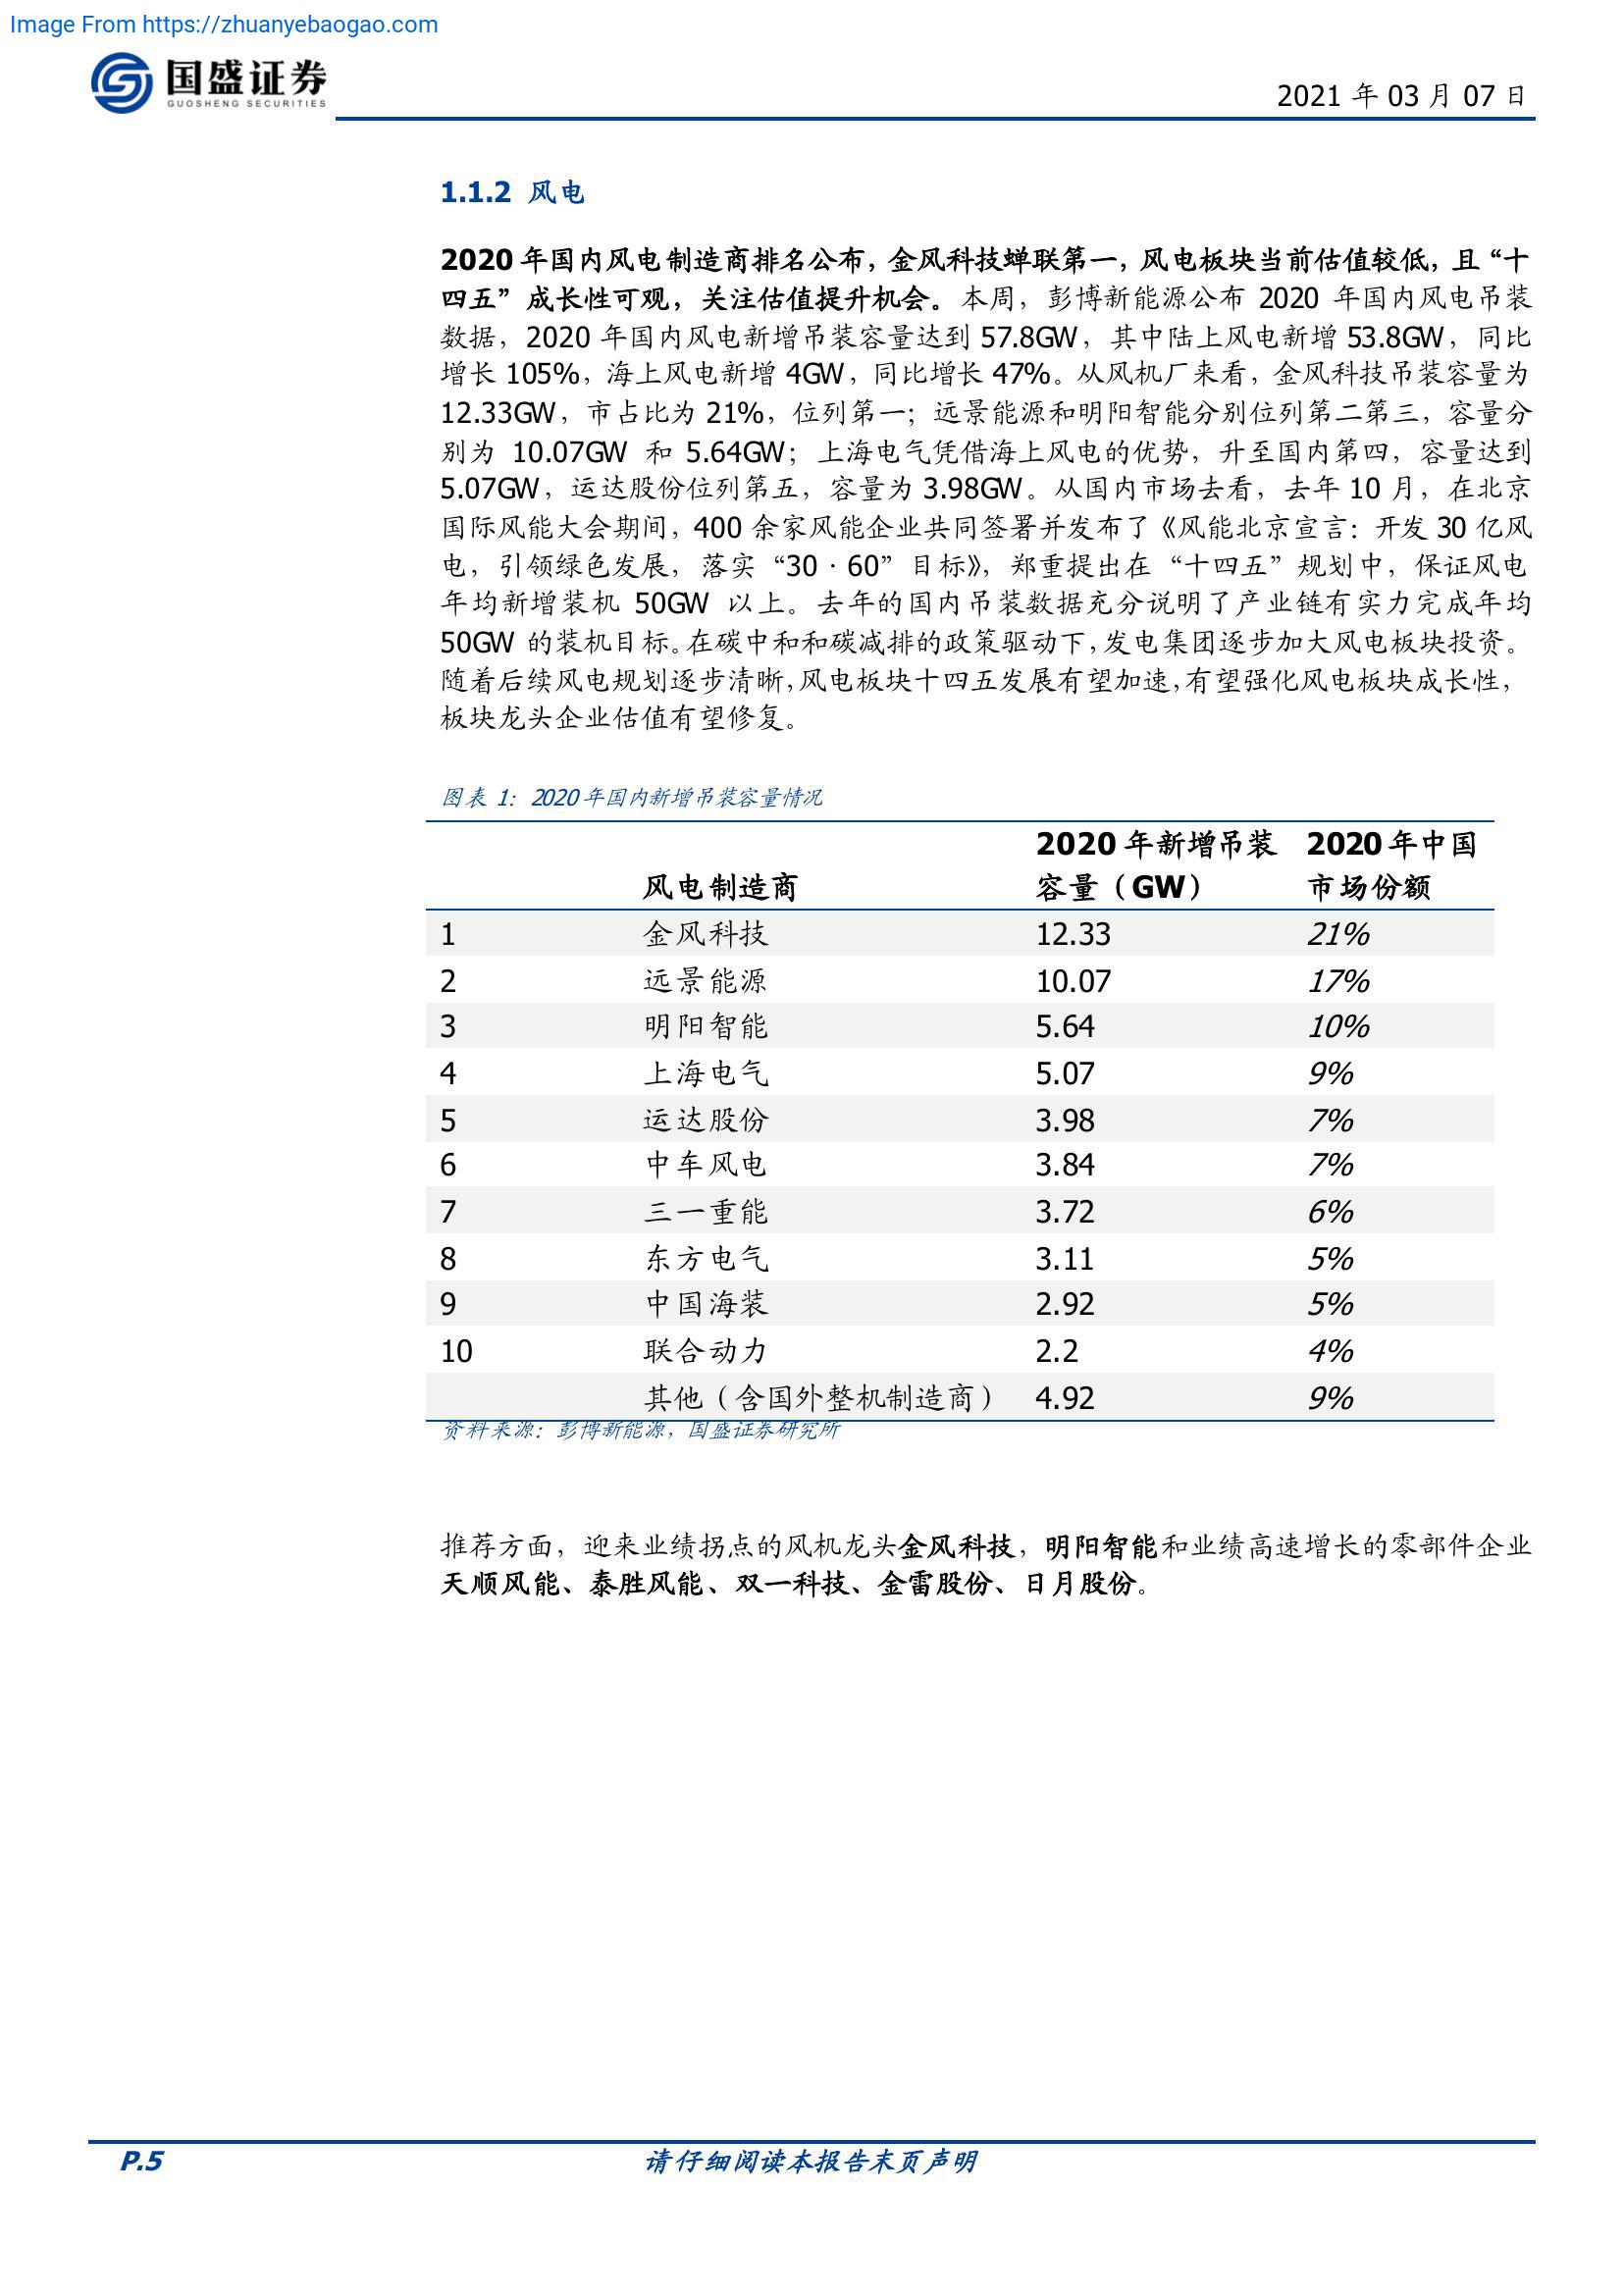 Image From https://zhuanyebaogao.com
国盛证券
GUOSHENG SECURITIES
2021 年 03 月 07 日
1.1.2 风电
2020 年国内风电制造商排名公布，金风科技蝉联第一，风电板块当前估值较低，且“十
四五”成长性可观，关注估值提升机会。本周，彭博新能源公布 2020 年国内风电吊装
数据，2020 年国内风电新增吊装容量达到 57.8GW，其中陆上风电新增 53.8GW，同比
增长 105%，海上风电新增 4GW，同比增长 47%。从风机厂来看，金风科技吊装容量为
12.33GW，市占比为 21%，位列第一；远景能源和明阳智能分别位列第二第三，容量分
别为 10.07GW 和 5.64GW；上海电气凭借海上风电的优势，升至国内第四，容量达到
5.07GW，运达股份位列第五，容量为 3.98GW。从国内市场去看，去年 10 月，在北京
国际风能大会期间，400 余家风能企业共同签署并发布了《风能北京宣言：开发 30 亿风
电，引领绿色发展，落实“30·60”目标》，郑重提出在“十四五”规划中，保证风电
年均新增装机 50GW 以上。去年的国内吊装数据充分说明了产业链有实力完成年均
50GW 的装机目标。在碳中和和碳减排的政策驱动下，发电集团逐步加大风电板块投资。
随着后续风电规划逐步清晰，风电板块十四五发展有望加速，有望强化风电板块成长性，
板块龙头企业估值有望修复。
图表 1：2020 年国内新增吊装容量情况
风电制造商 2020 年新增吊装容量（GW） 2020 年中国市场份额
1 金风科技 12.33 21%
2 远景能源 10.07 17%
3 明阳智能 5.64 10%
4 上海电气 5.07 9%
5 运达股份 3.98 7%
6 中车风电 3.84 7%
7 三一重能 3.72 6%
8 东方电气 3.11 5%
9 中国海装 2.92 5%
10 联合动力 2.2 4%
其他（含国外整机制造商） 4.92 9%
资料来源：彭博新能源，国盛证券研究所
推荐方面，迎来业绩拐点的风机龙头金风科技，明阳智能和业绩高速增长的零部件企业
天顺风能、泰胜风能、双一科技、金雷股份、日月股份。
P.5
请仔细阅读本报告末页声明